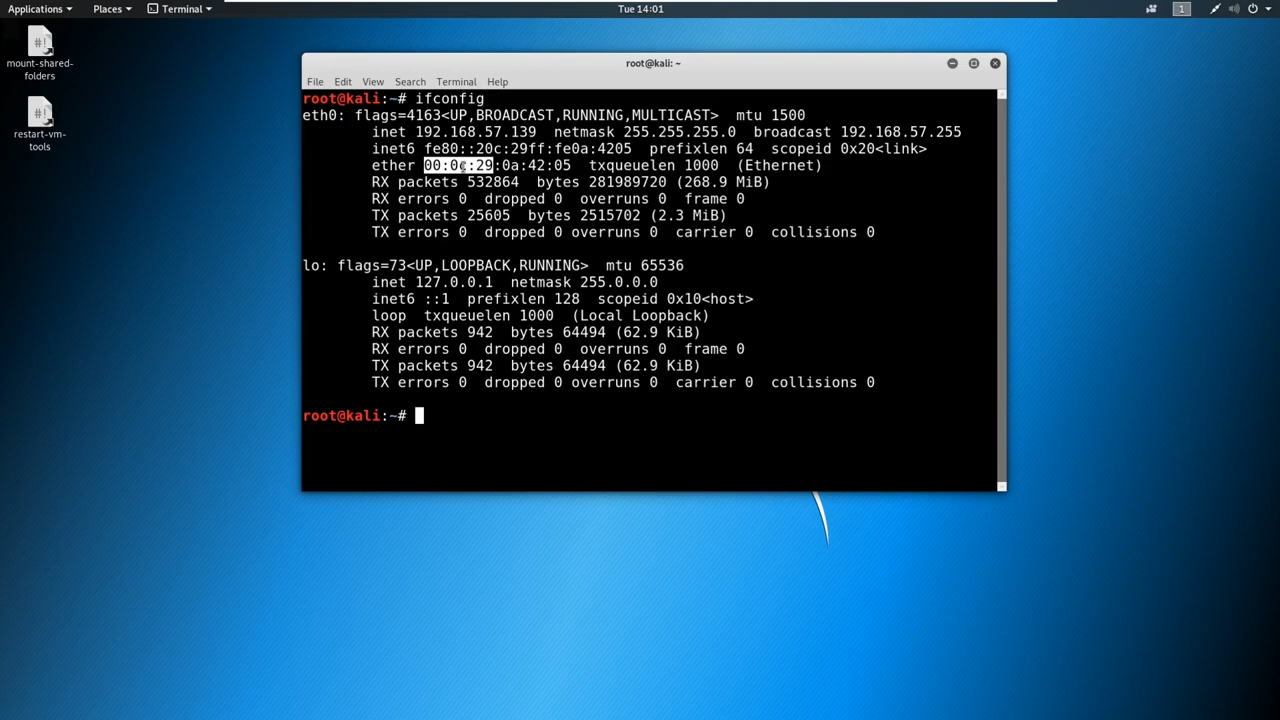 Applications Places Terminal Tue 14:01 1
mount-shared-
folders
restart-vm-
tools
root@kali: ~
File Edit View Search Terminal Help
root@kali:~# ifconfig
eth0: flags=4163<UP,BROADCAST,RUNNING,MULTICAST> mtu 1500
inet 192.168.57.139 netmask 255.255.255.0 broadcast 192.168.57.255
inet6 fe80::20c:29ff:fe0a:4205 prefixlen 64 scopeid 0x20<link>
ether 00:0c:29:0a:42:05 txqueuelen 1000 (Ethernet)
RX packets 532864 bytes 281989720 (268.9 MiB)
RX errors 0 dropped 0 overruns 0 frame 0
TX packets 25605 bytes 2515702 (2.3 MiB)
TX errors 0 dropped 0 overruns 0 carrier 0 collisions 0
lo: flags=73<UP,LOOPBACK,RUNNING> mtu 65536
inet 127.0.0.1 netmask 255.0.0.0
inet6 ::1 prefixlen 128 scopeid 0x10<host>
loop txqueuelen 1000 (Local Loopback)
RX packets 942 bytes 64494 (62.9 KiB)
RX errors 0 dropped 0 overruns 0 frame 0
TX packets 942 bytes 64494 (62.9 KiB)
TX errors 0 dropped 0 overruns 0 carrier 0 collisions 0
root@kali:~#